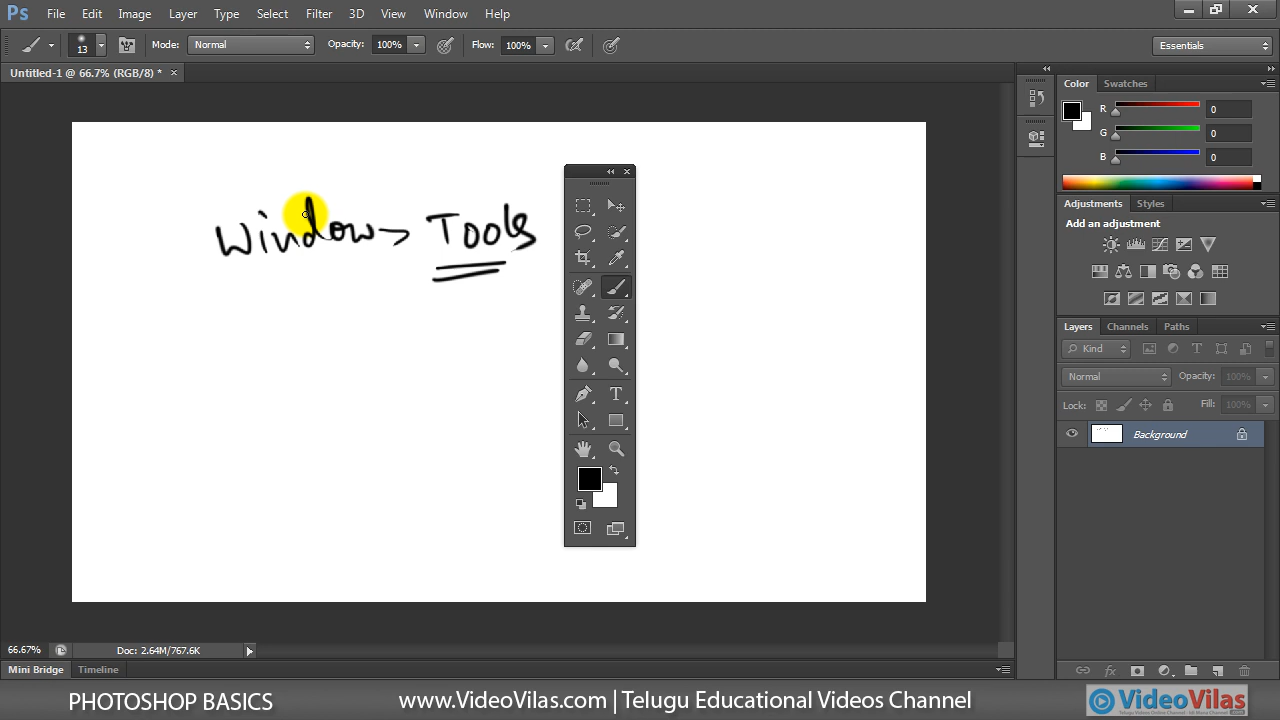 Ps File Edit Image Layer Type Select Filter 3D View Window Help
13 Mode: Normal Opacity: 100% Flow: 100% Essentials
Untitled-1 @ 66.7% (RGB/8) * ×
Color Swatches
R 0
G 0
B 0
Window > Tools
Adjustments Styles
Add an adjustment
Layers Channels Paths
Kind
Normal Opacity: 100%
Lock: Fill: 100%
Background
66.67% Doc: 2.64M/767.6K
Mini Bridge Timeline
PHOTOSHOP BASICS www.VideoVilas.com | Telugu Educational Videos Channel VideoVilas